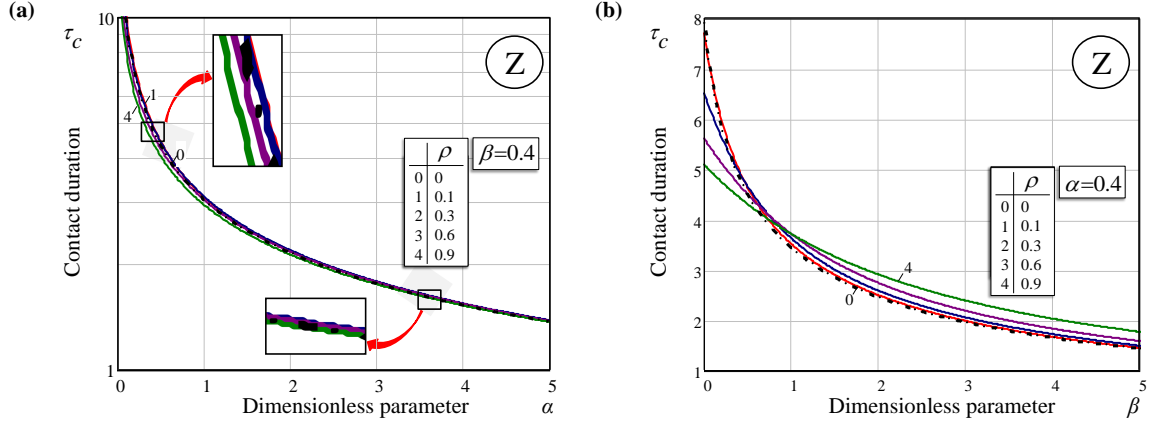 (a)
10
τc
Z
1
4
0
ρ
0 0
1 0.1
2 0.3
3 0.6
4 0.9
β=0.4
Contact duration
1
0 1 2 3 4 5
Dimensionless parameter α
(b)
8
τc
Z
7
6
5
4
3
2
1
ρ
0 0
1 0.1
2 0.3
3 0.6
4 0.9
α=0.4
4
0
Contact duration
0 1 2 3 4 5
Dimensionless parameter β